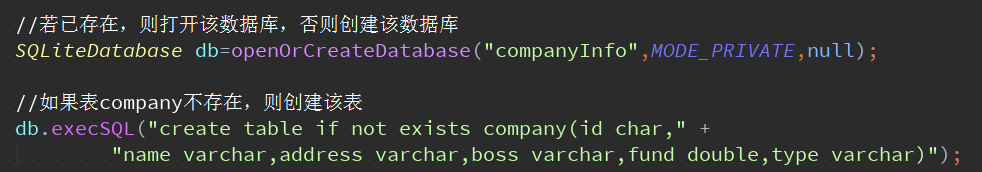 //若已存在，则打开该数据库，否则创建该数据库
SQLiteDatabase db=openOrCreateDatabase("companyInfo",MODE_PRIVATE,null);
//如果表company不存在，则创建该表
db.execSQL("create table if not exists company(id char," +
"name varchar,address varchar,boss varchar,fund double,type varchar)");